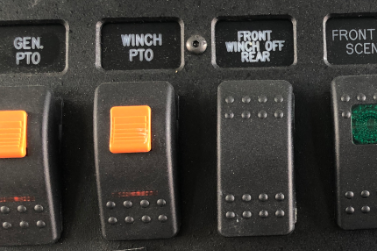 GEN.
PTO
WINCH
PTO
FRONT
WINCH OFF
REAR
FRONT
SCEN